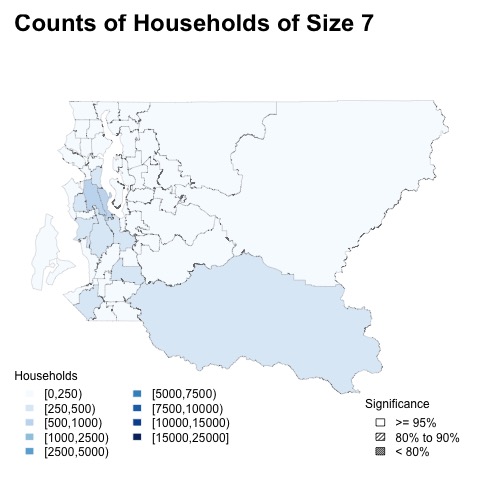 Counts of Households of Size 7
Households
[0,250)
[250,500)
[500,1000)
[1000,2500)
[2500,5000)
[5000,7500)
[7500,10000)
[10000,15000)
[15000,25000]
Significance
>= 95%
80% to 90%
< 80%